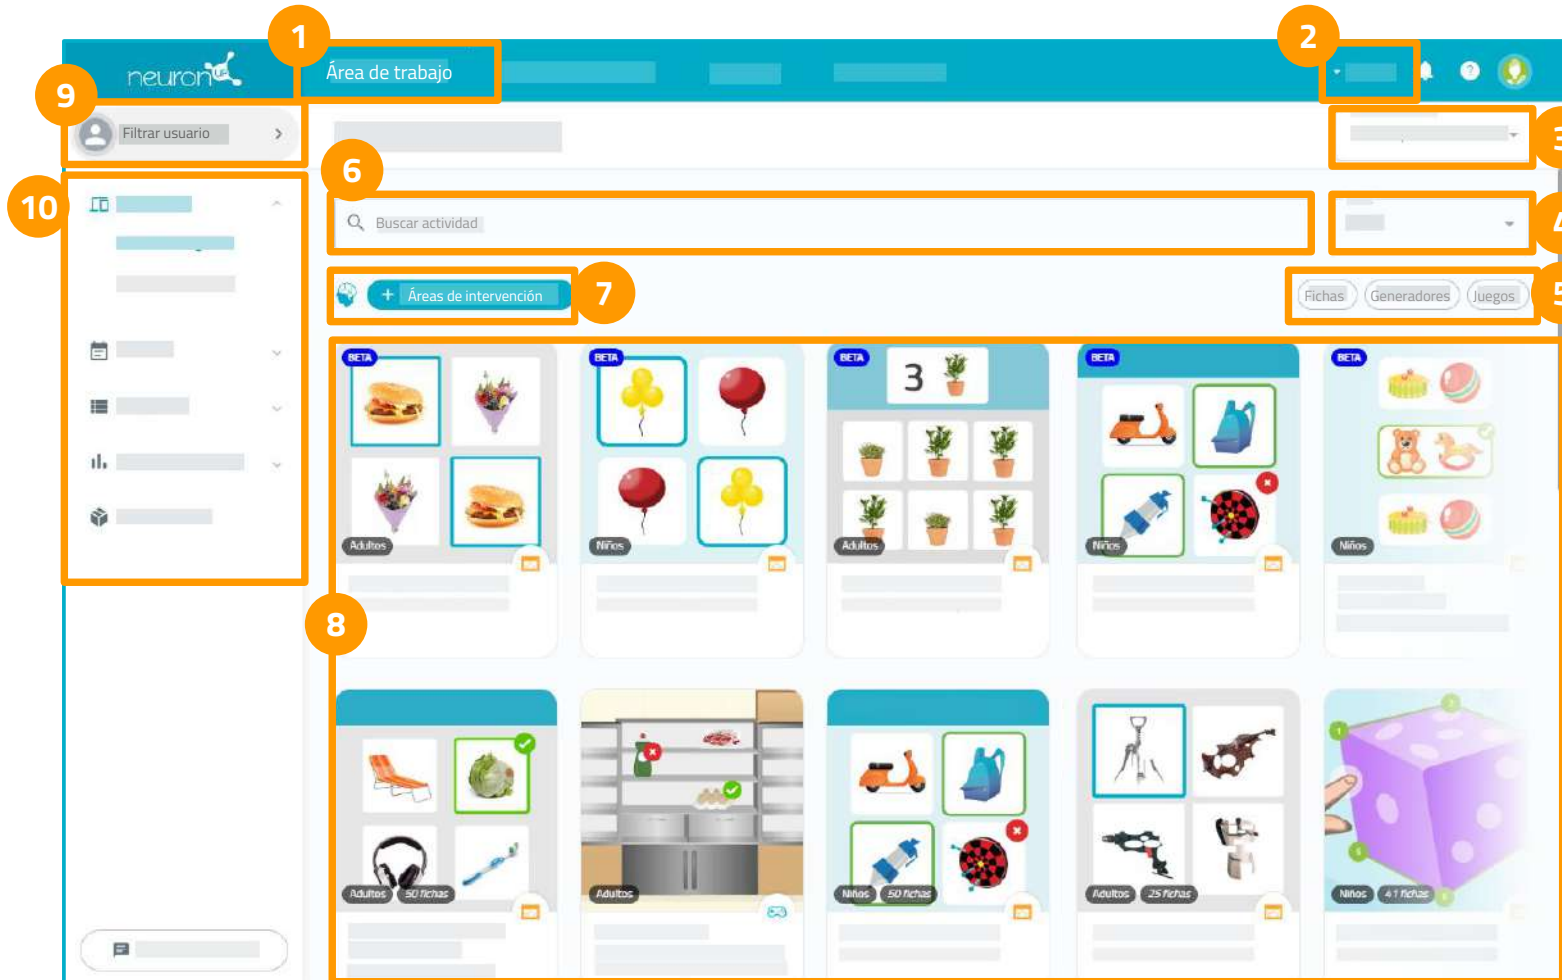 1
2
neuronUP
Área de trabajo
?
9
Filtrar usuario
3
6
10
Buscar actividad
4
+ Áreas de intervención
7
Fichas
Generadores
Juegos
5
BETA
BETA
BETA
3
BETA
BETA
Adultos
Niños
Adultos
Niños
Niños
8
Adultos
50 fichas
Adultos
Niños
50 fichas
Adultos
25 fichas
Niños
41 fichas